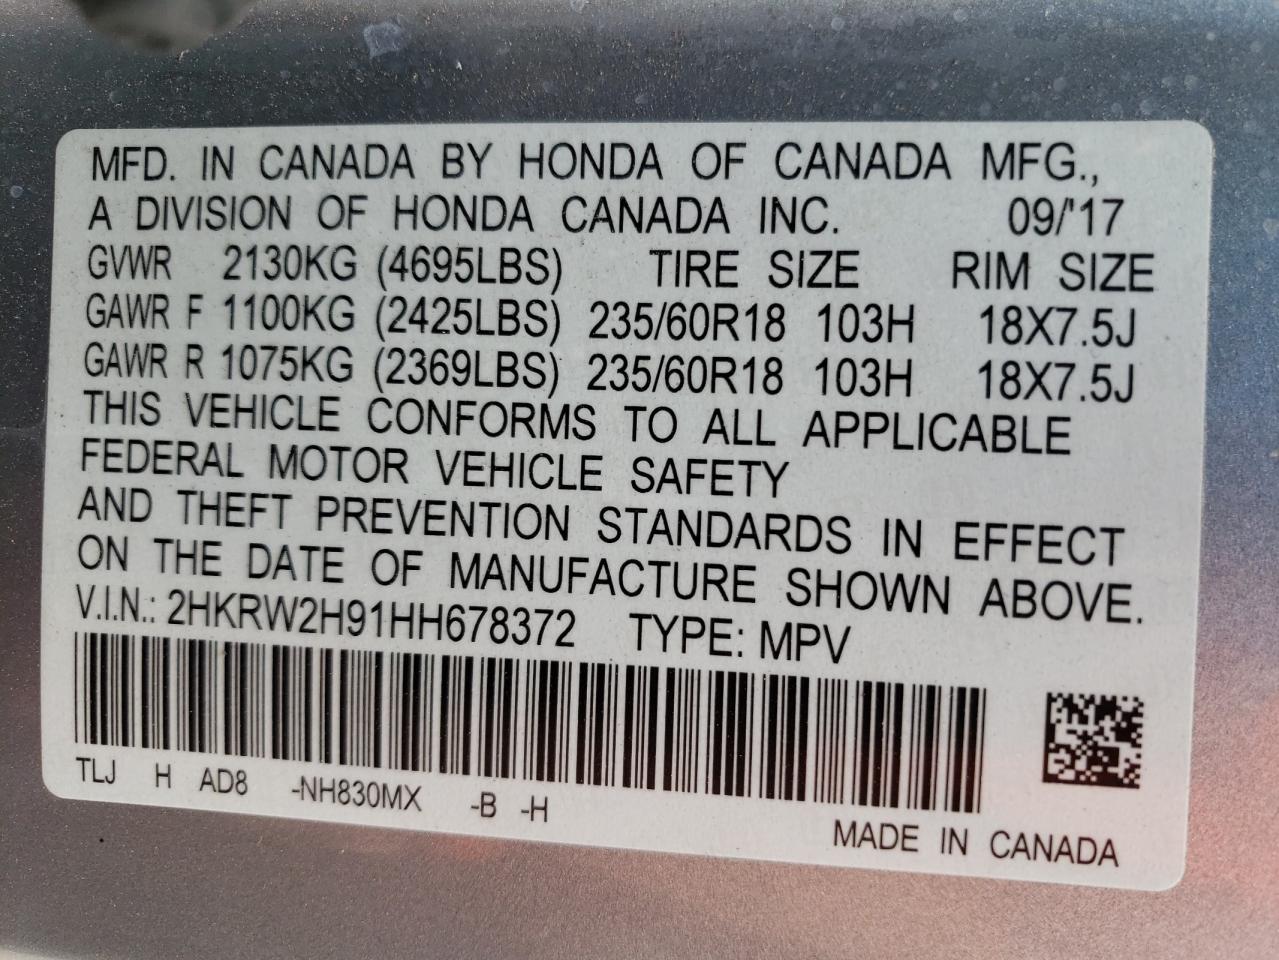 MFD. IN CANADA BY HONDA OF CANADA MFG.,
A DIVISION OF HONDA CANADA INC. 09/'17
GVWR 2130KG (4695LBS) TIRE SIZE RIM SIZE
GAWR F 1100KG (2425LBS) 235/60R18 103H 18X7.5J
GAWR R 1075KG (2369LBS) 235/60R18 103H 18X7.5J
THIS VEHICLE CONFORMS TO ALL APPLICABLE
FEDERAL MOTOR VEHICLE SAFETY
AND THEFT PREVENTION STANDARDS IN EFFECT
ON THE DATE OF MANUFACTURE SHOWN ABOVE.
V.I.N.: 2HKRW2H91HH678372 TYPE: MPV
TLJ H AD8 -NH830MX -B -H
MADE IN CANADA